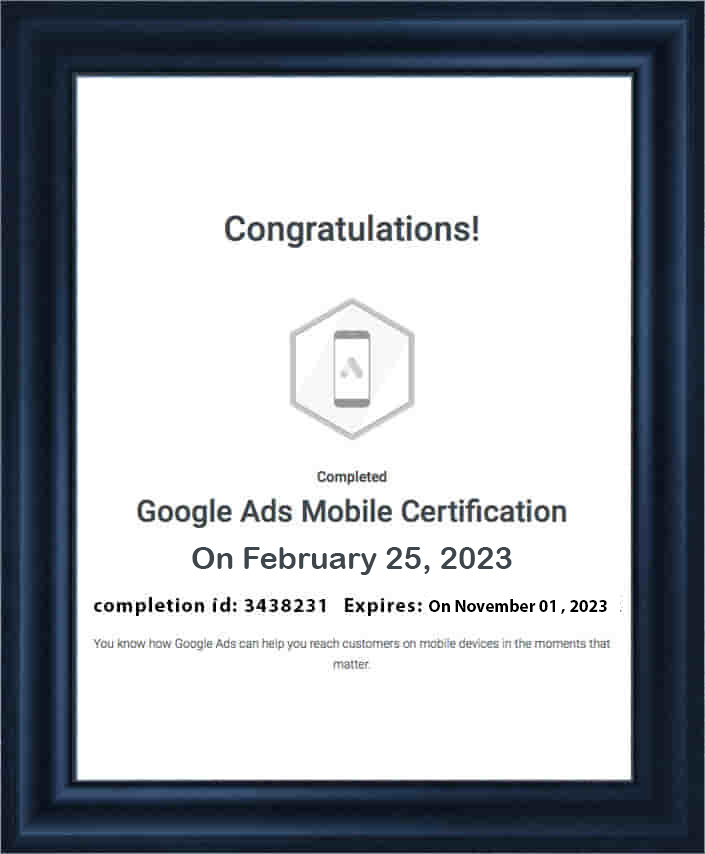 Congratulations!
Completed
Google Ads Mobile Certification
On February 25, 2023
completion id: 3438231 Expires: On November 01 , 2023
You know how Google Ads can help you reach customers on mobile devices in the moments that
matter.